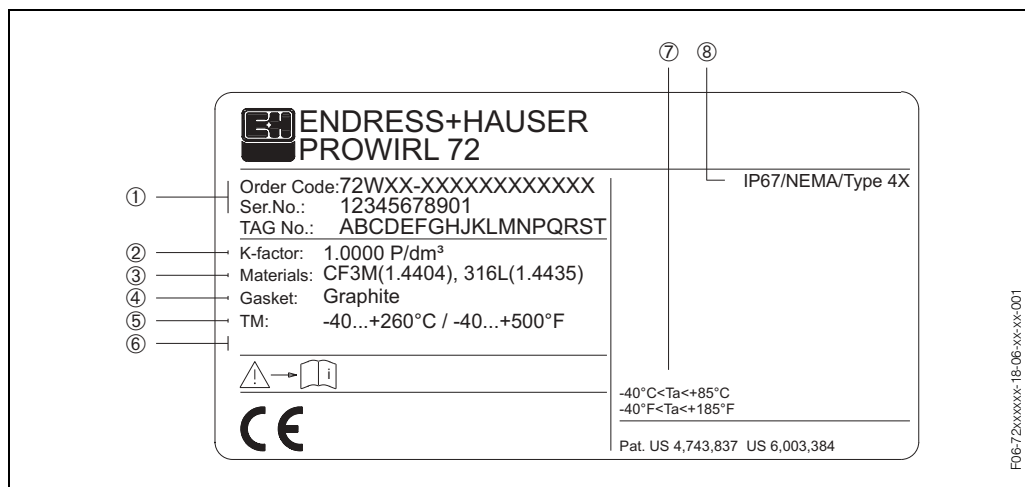 ⑦ ⑧
E+H ENDRESS+HAUSER
PROWIRL 72
IP67/NEMA/Type 4X
① Order Code:72WXX-XXXXXXXXXXXX
Ser.No.: 12345678901
TAG No.: ABCDEFGHJKLMNPQRST
② K-factor: 1.0000 P/dm³
③ Materials: CF3M(1.4404), 316L(1.4435)
④ Gasket: Graphite
⑤ TM: -40...+260°C / -40...+500°F
⑥
i
-40°C<Ta<+85°C
-40°F<Ta<+185°F
CE
Pat. US 4,743,837 US 6,003,384
F06-72xxxxxx-18-06-xx-xx-001